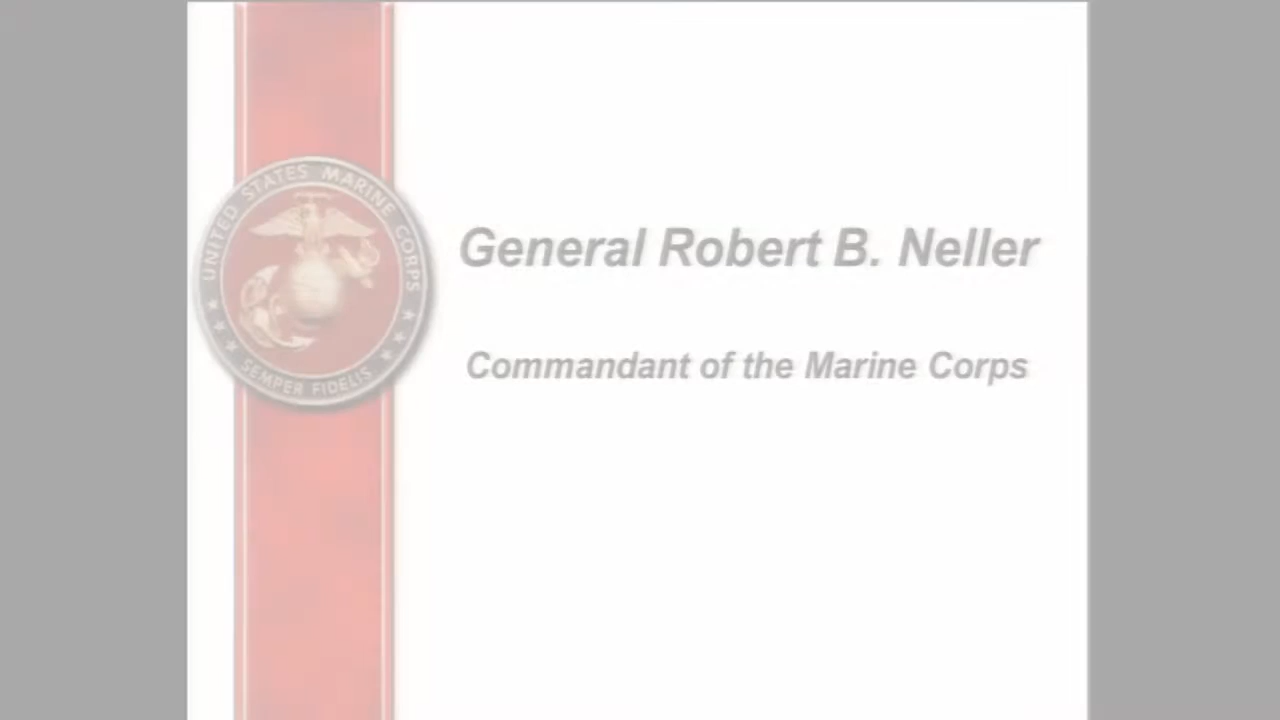 UNITED STATES MARINE CORPS
SEMPER FIDELIS
General Robert B. Neller
Commandant of the Marine Corps